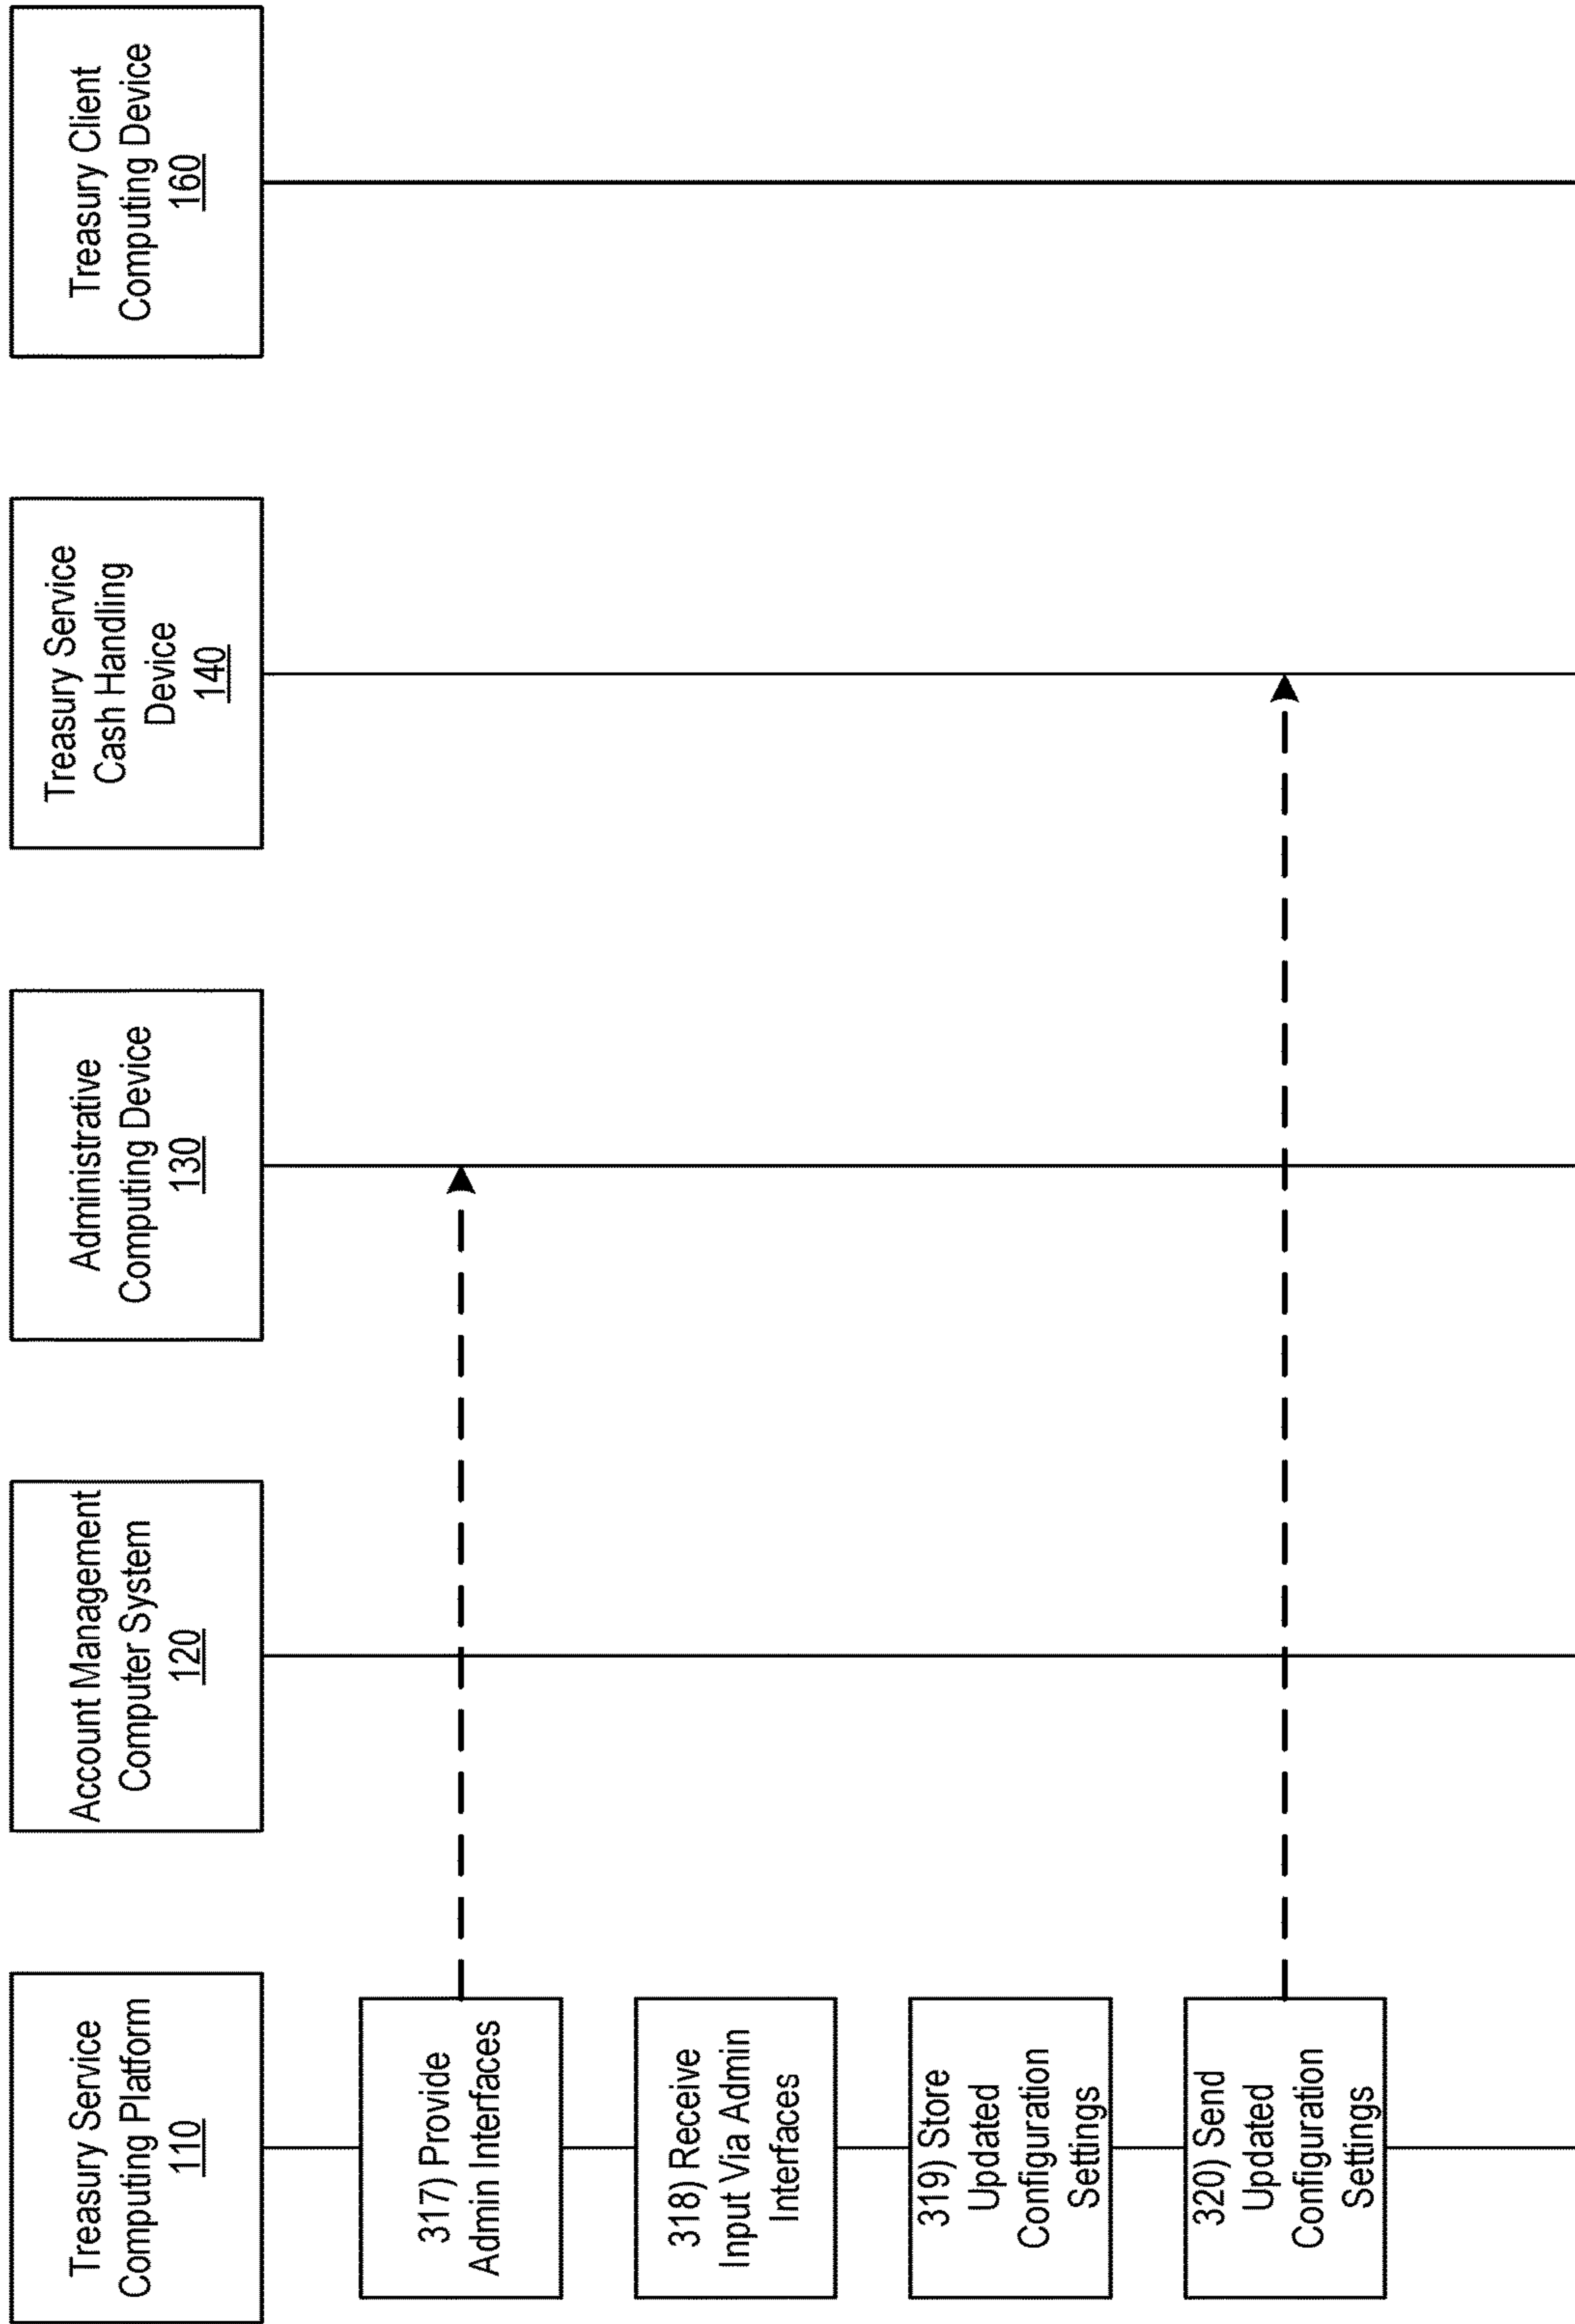 Treasury Service
Computing Platform
110
Account Management
Computer System
120
Administrative
Computing Device
130
Treasury Service
Cash Handling
Device
140
Treasury Client
Computing Device
160
317) Provide
Admin Interfaces
318) Receive
Input Via Admin
Interfaces
319) Store
Updated
Configuration
Settings
320) Send
Updated
Configuration
Settings